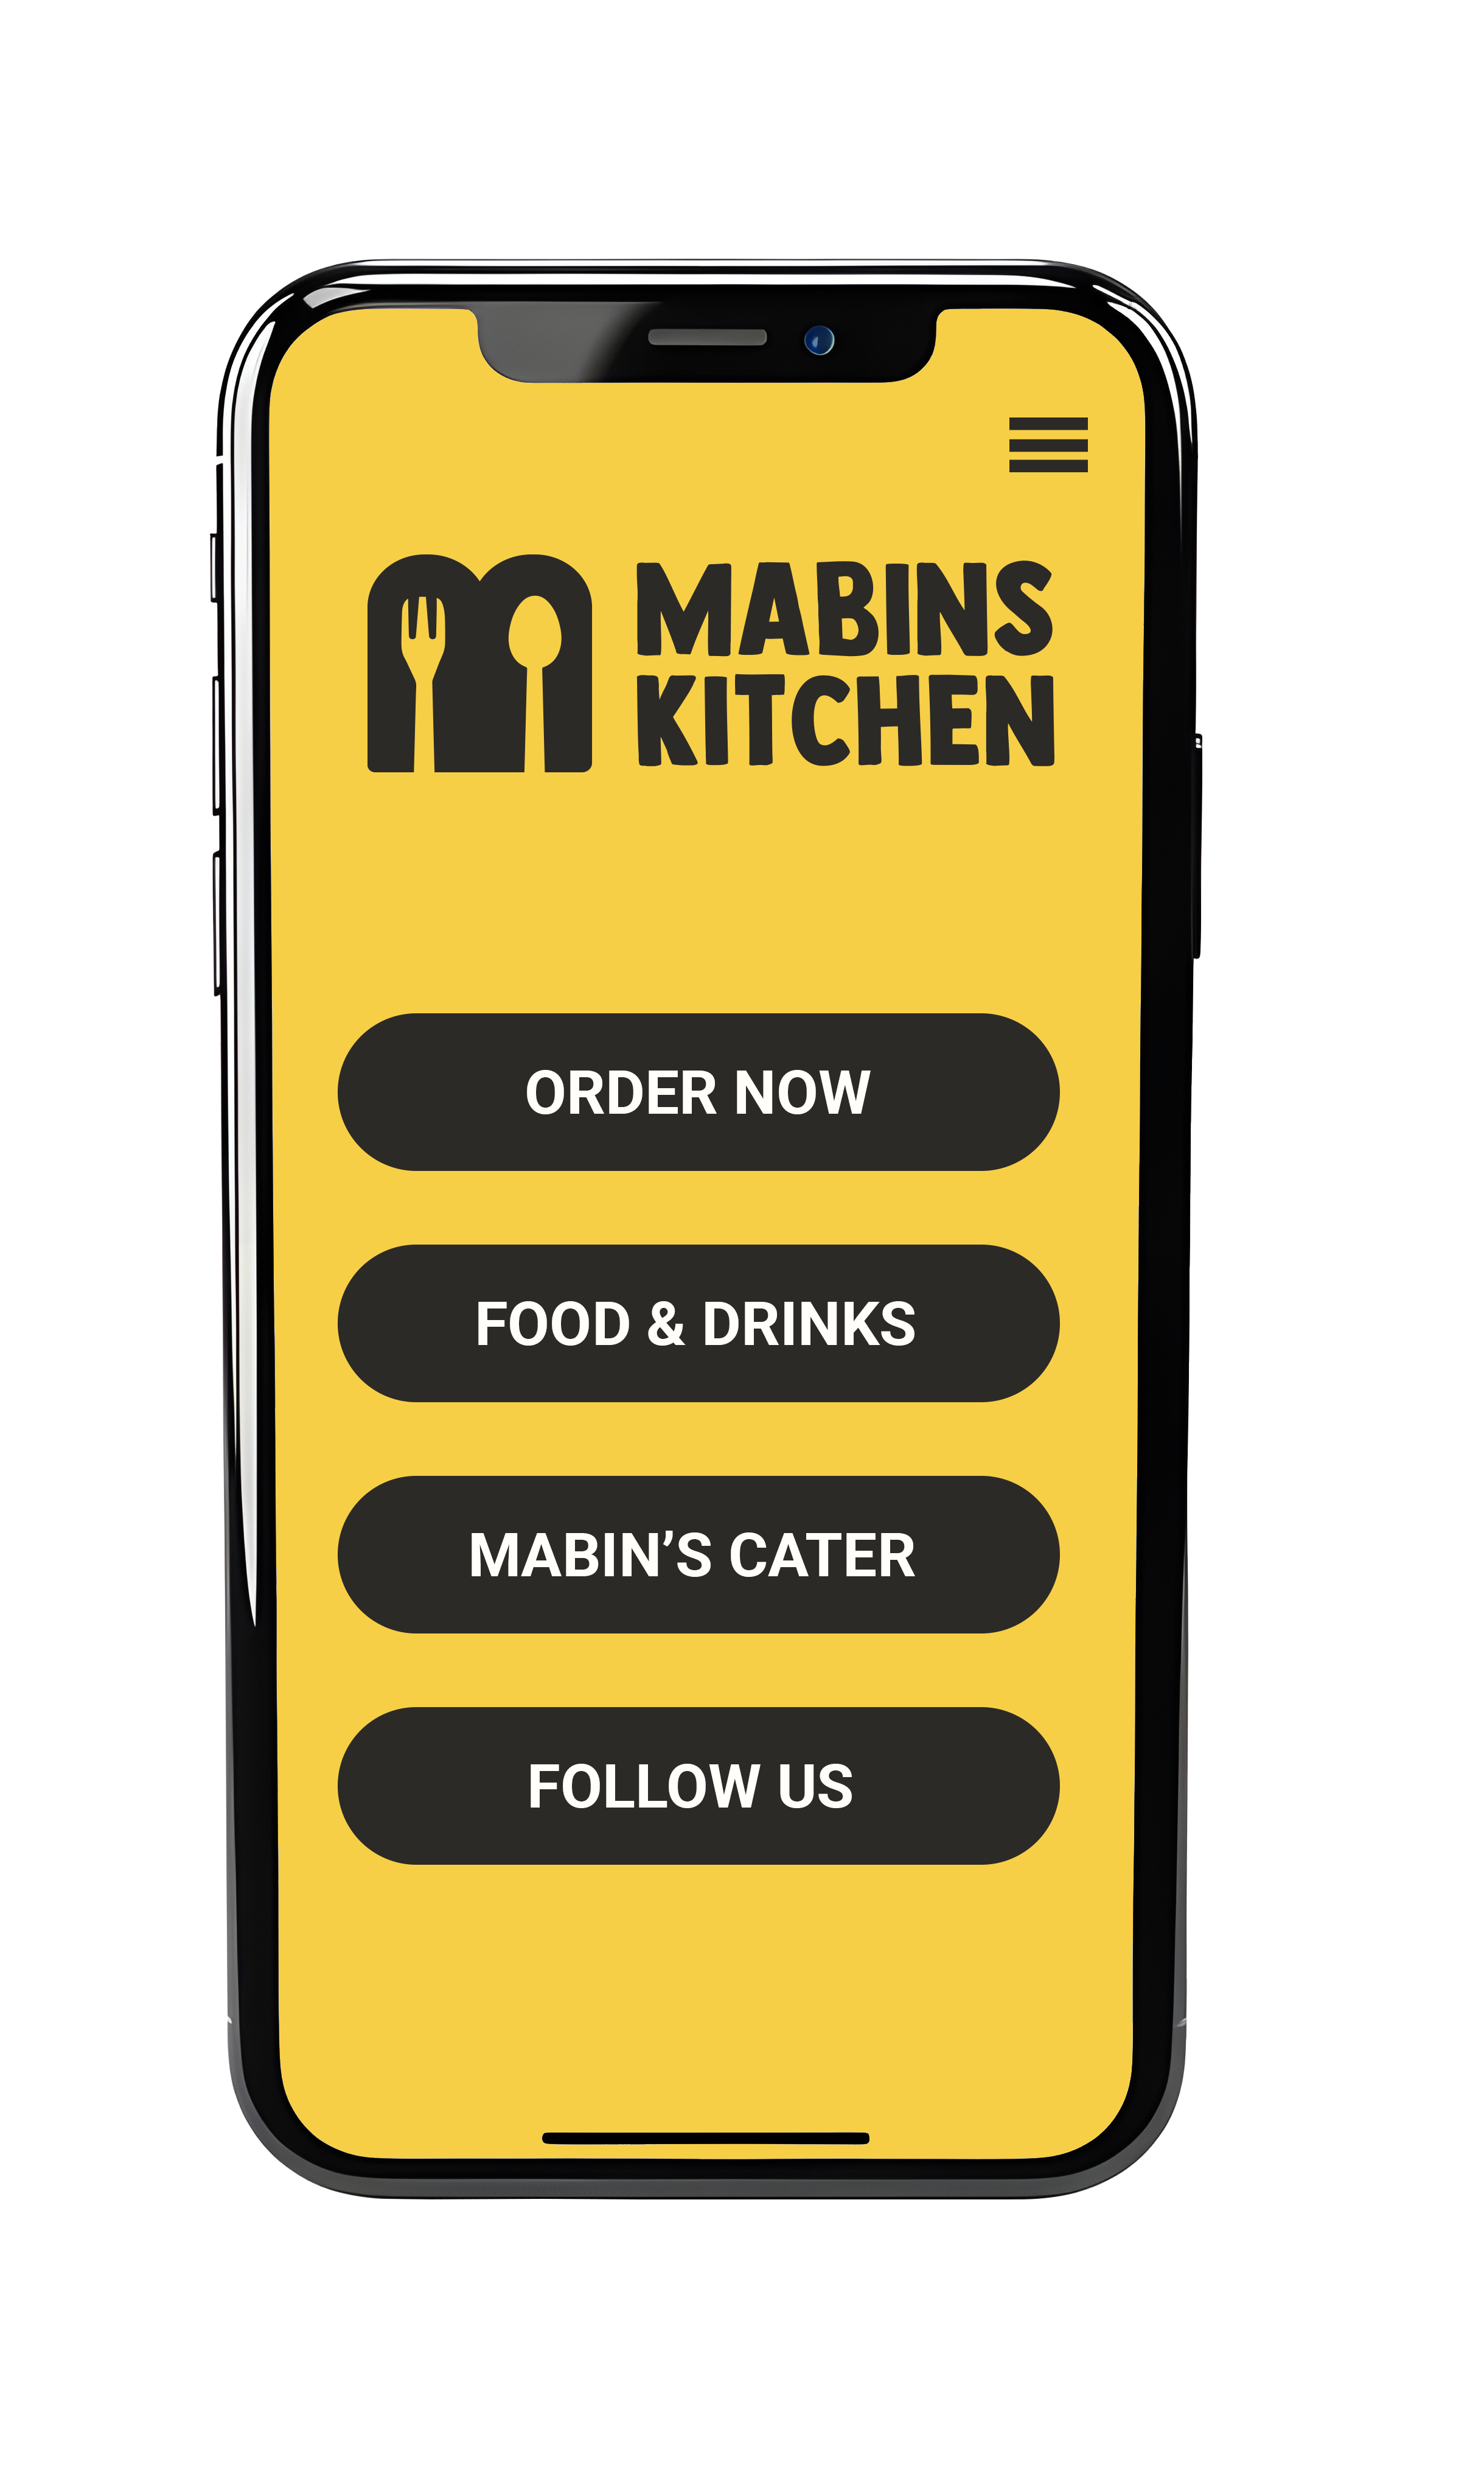 MABINS
KITCHEN
ORDER NOW
FOOD & DRINKS
MABIN’S CATER
FOLLOW US